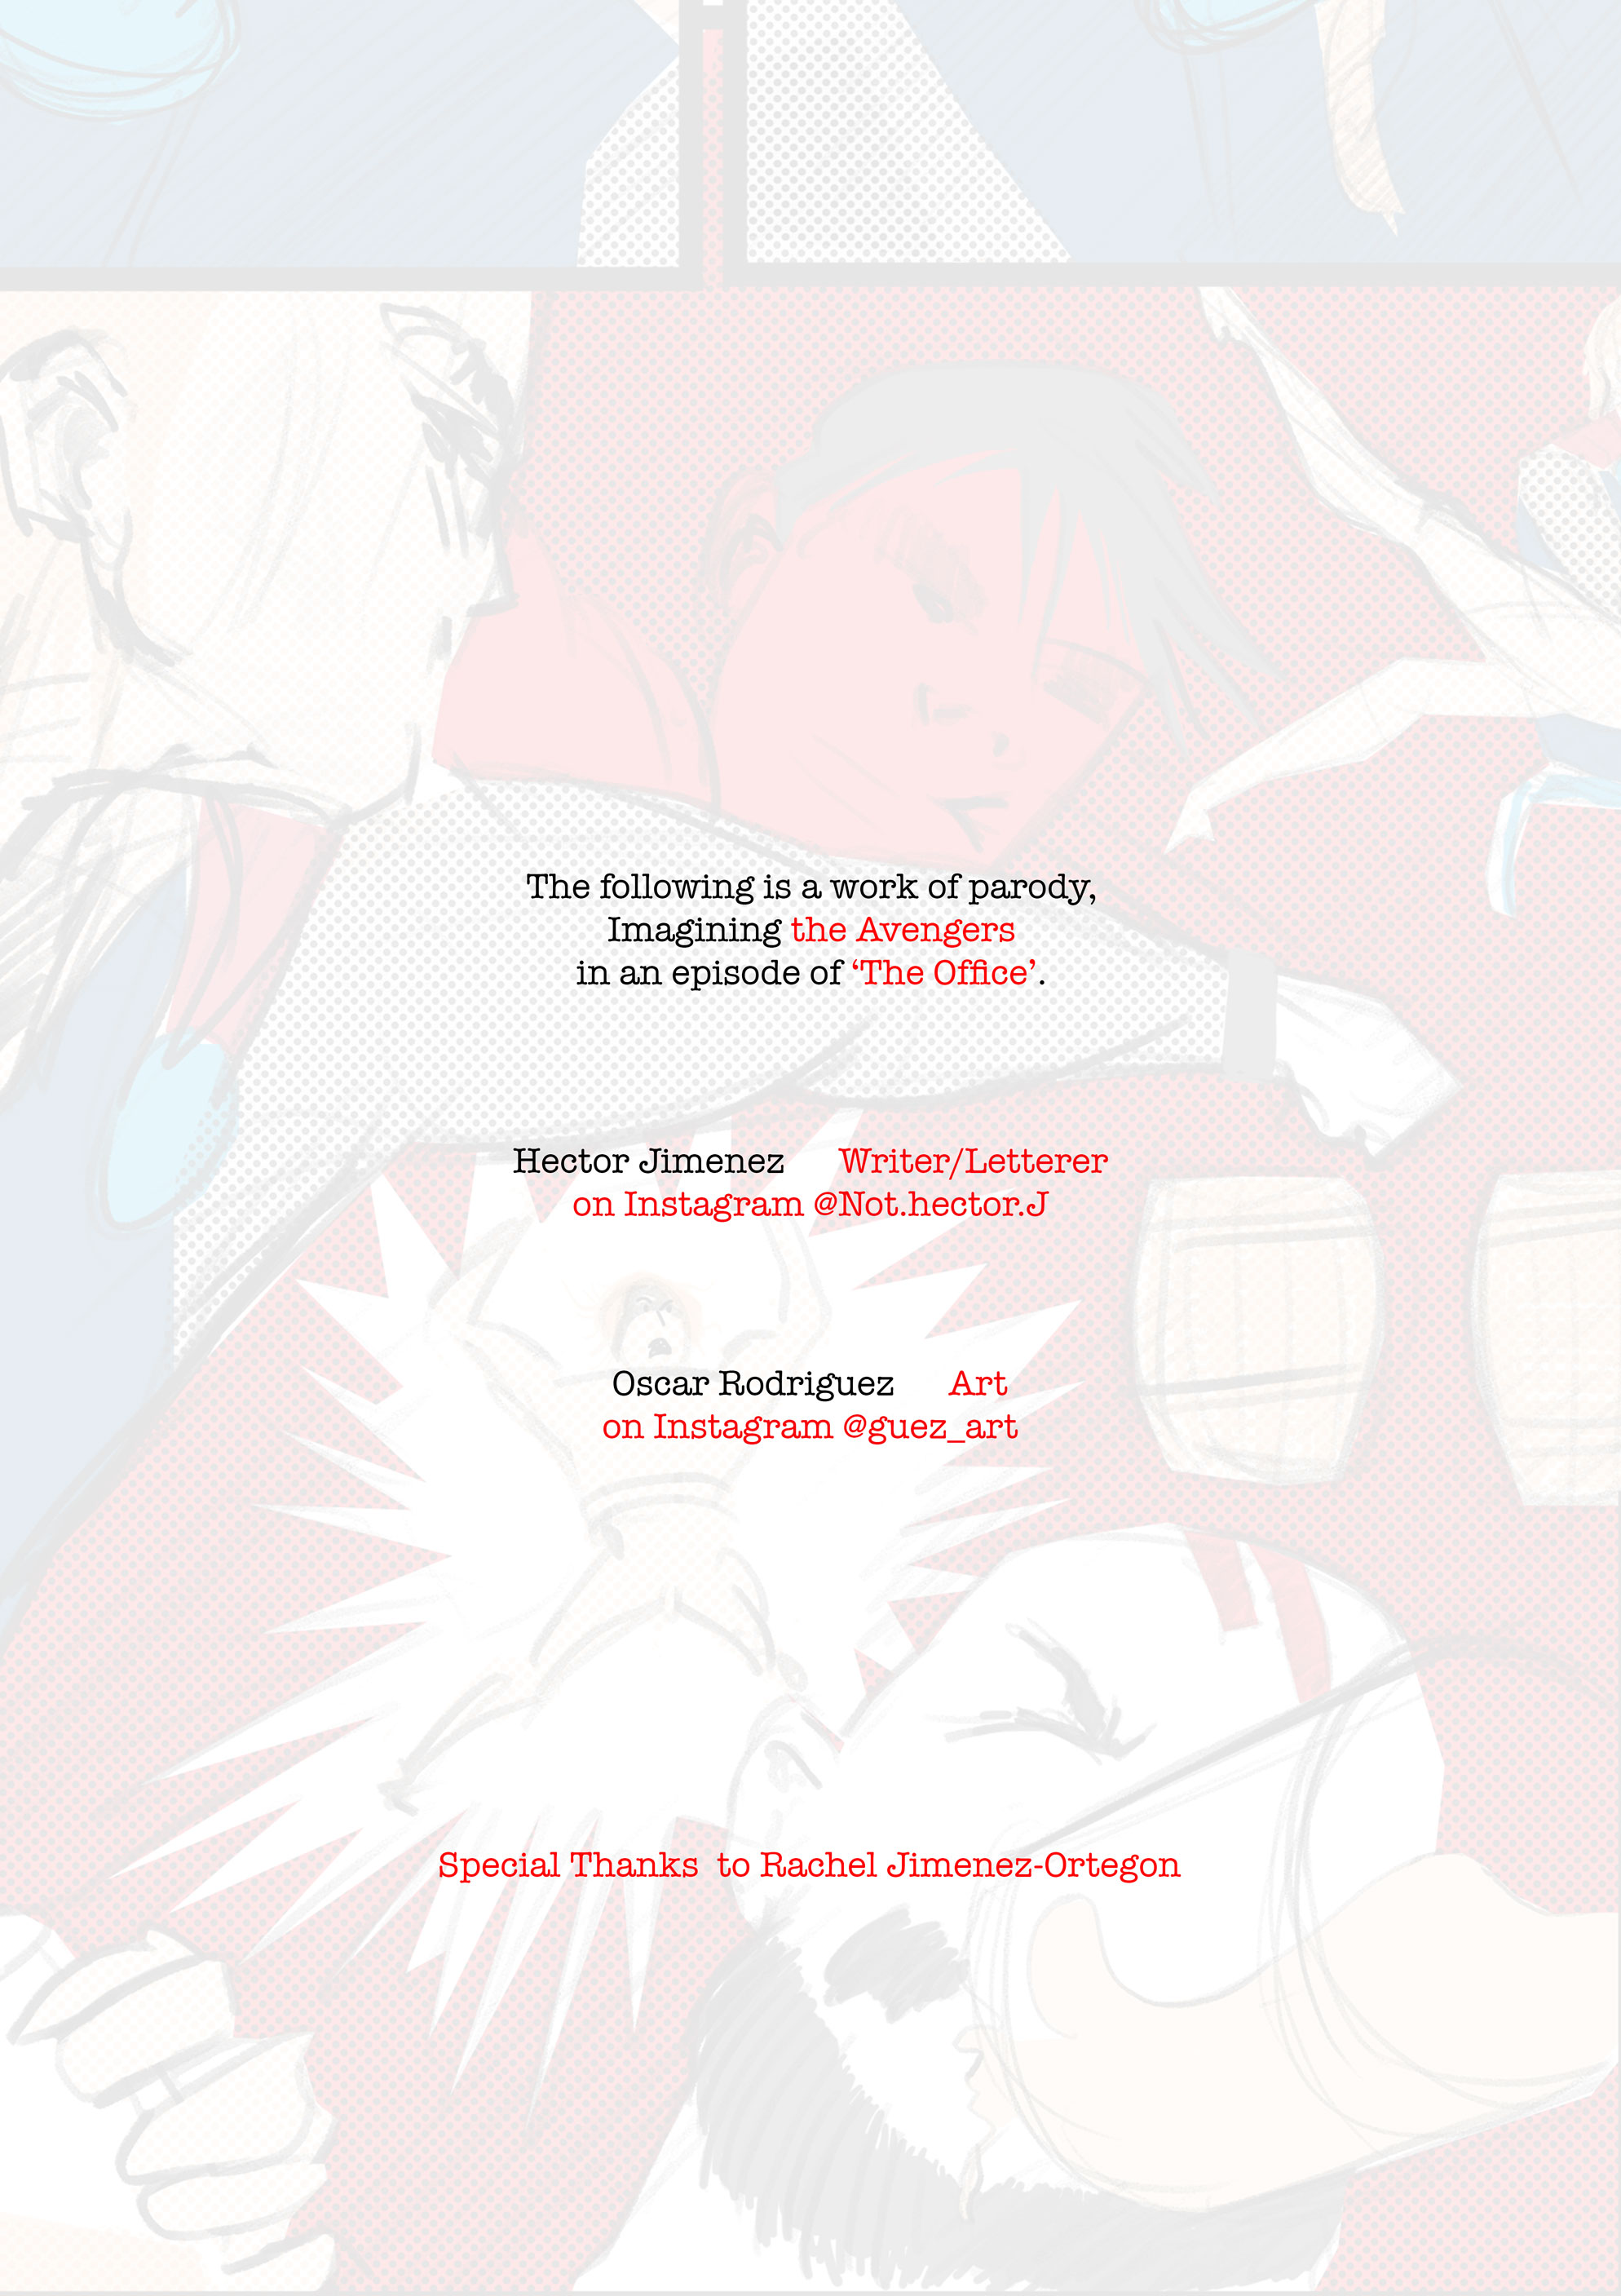 The following is a work of parody,
Imagining the Avengers
in an episode of ‘The Office’.
Hector Jimenez Writer/Letterer
on Instagram @Not.hector.J
Oscar Rodriguez Art
on Instagram @guez_art
Special Thanks to Rachel Jimenez-Ortegon